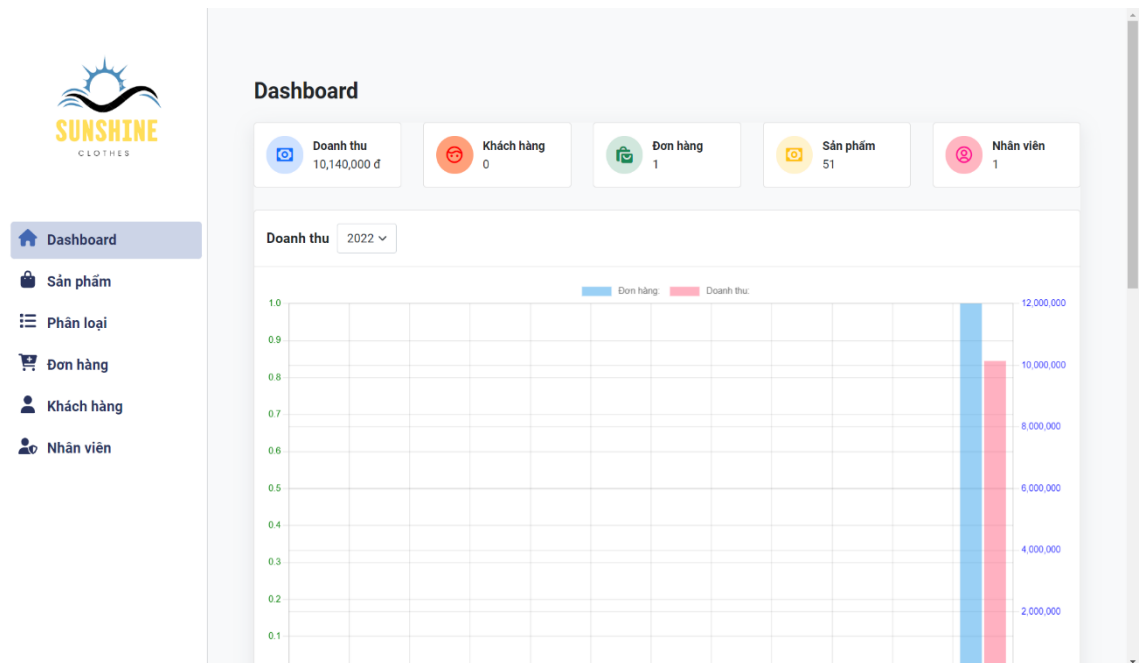 SUNSHINE
CLOTHES
Dashboard
Sản phẩm
Phân loại
Đơn hàng
Khách hàng
Nhân viên
Dashboard
Doanh thu
10,140,000 đ
Khách hàng
0
Đơn hàng
1
Sản phẩm
51
Nhân viên
1
Doanh thu 2022
Đơn hàng: Doanh thu:
1.0 12,000,000
0.9
0.8 10,000,000
0.7
0.6 8,000,000
0.5 6,000,000
0.4
0.3 4,000,000
0.2
0.1 2,000,000